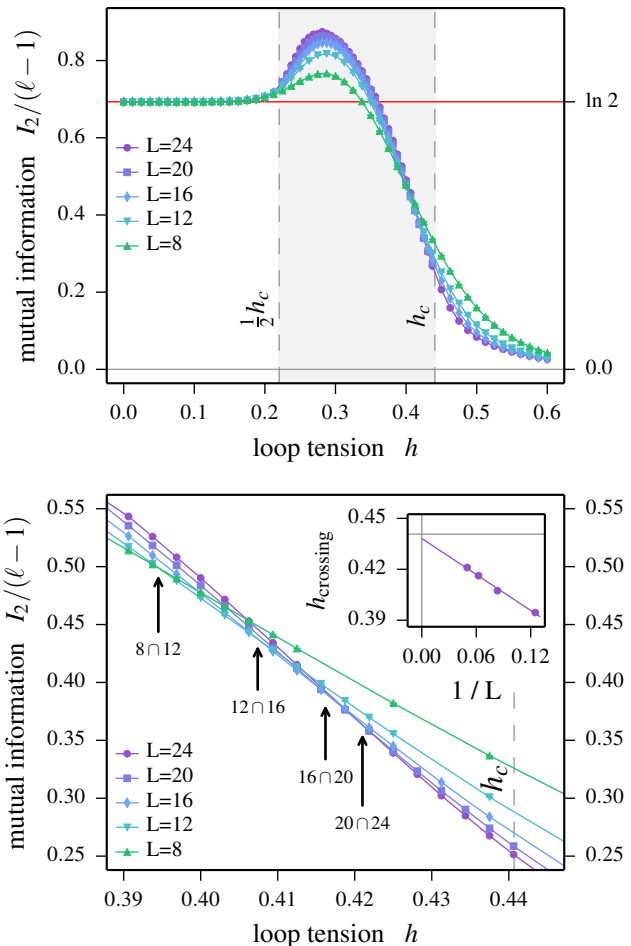 mutual information I₂/(ℓ − 1)
0.8
0.6
0.4
0.2
0.0
ln 2
0.0
L=24
L=20
L=16
L=12
L=8
½h_c
h_c
0.0 0.1 0.2 0.3 0.4 0.5 0.6
loop tension h
mutual information I₂/(ℓ − 1)
0.55
0.50
0.45
0.40
0.35
0.30
0.25
0.55
0.50
0.45
0.40
0.35
0.30
0.25
h_crossing
0.45
0.42
0.39
0.00 0.06 0.12
1 / L
8∩12
12∩16
16∩20
20∩24
h_c
L=24
L=20
L=16
L=12
L=8
0.39 0.40 0.41 0.42 0.43 0.44
loop tension h